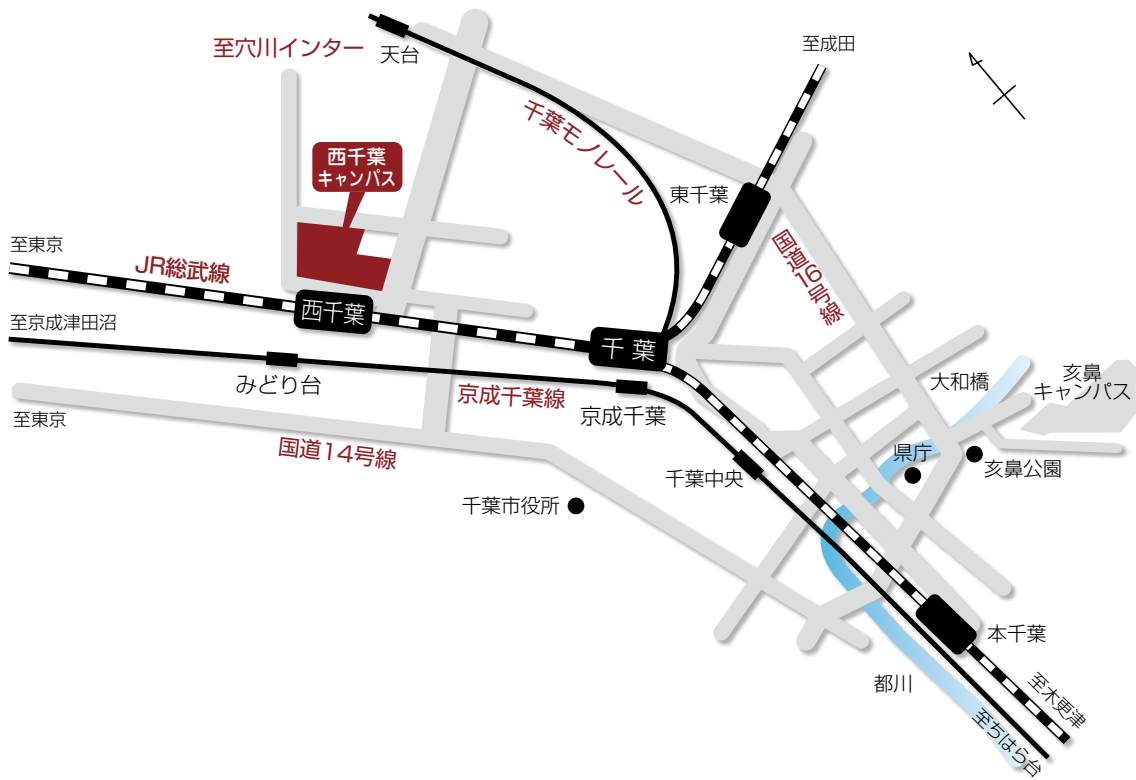 至穴川インター
天台
至成田
千葉モノレール
西千葉
キャンパス
東千葉
至東京
JR総武線
国道16号線
西千葉
至京成津田沼
千葉
みどり台
京成千葉線
京成千葉
大和橋
亥鼻
キャンパス
至東京
国道14号線
千葉中央
県庁
亥鼻公園
千葉市役所
本千葉
都川
至木更津
至ちはら台